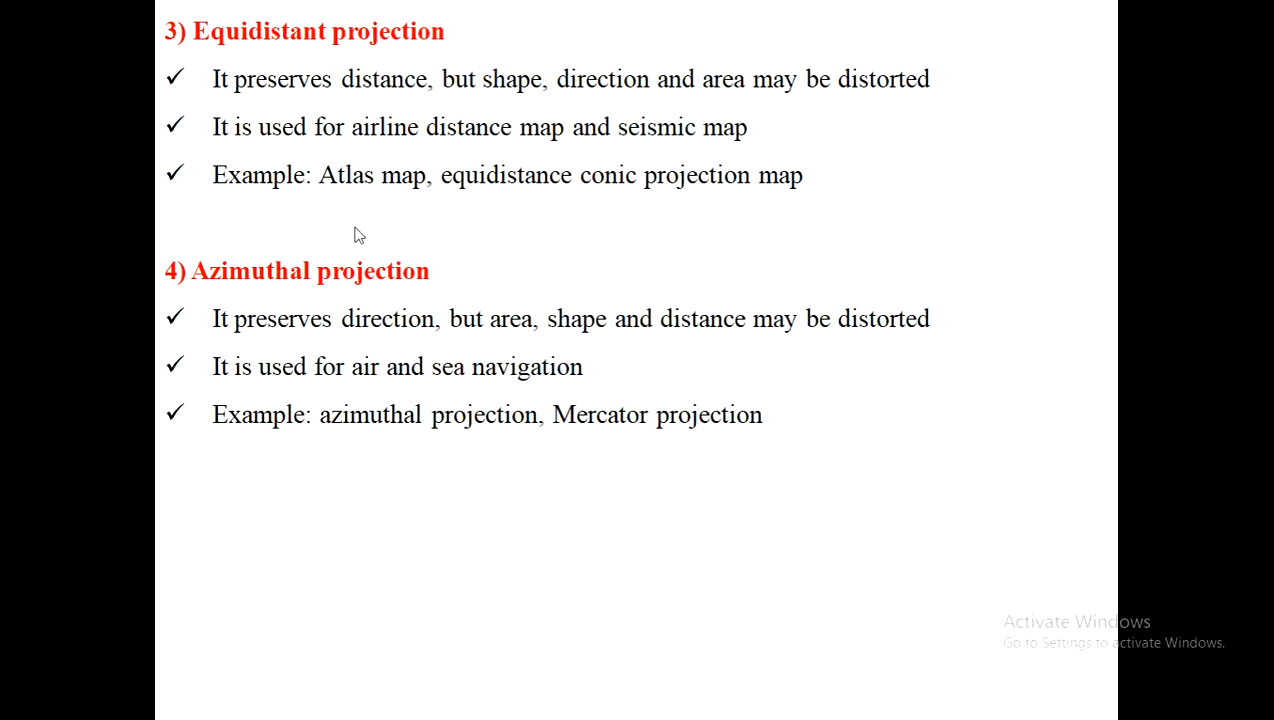 3) Equidistant projection
✓ It preserves distance, but shape, direction and area may be distorted
✓ It is used for airline distance map and seismic map
✓ Example: Atlas map, equidistance conic projection map
4) Azimuthal projection
✓ It preserves direction, but area, shape and distance may be distorted
✓ It is used for air and sea navigation
✓ Example: azimuthal projection, Mercator projection
Activate Windows
Go to Settings to activate Windows.